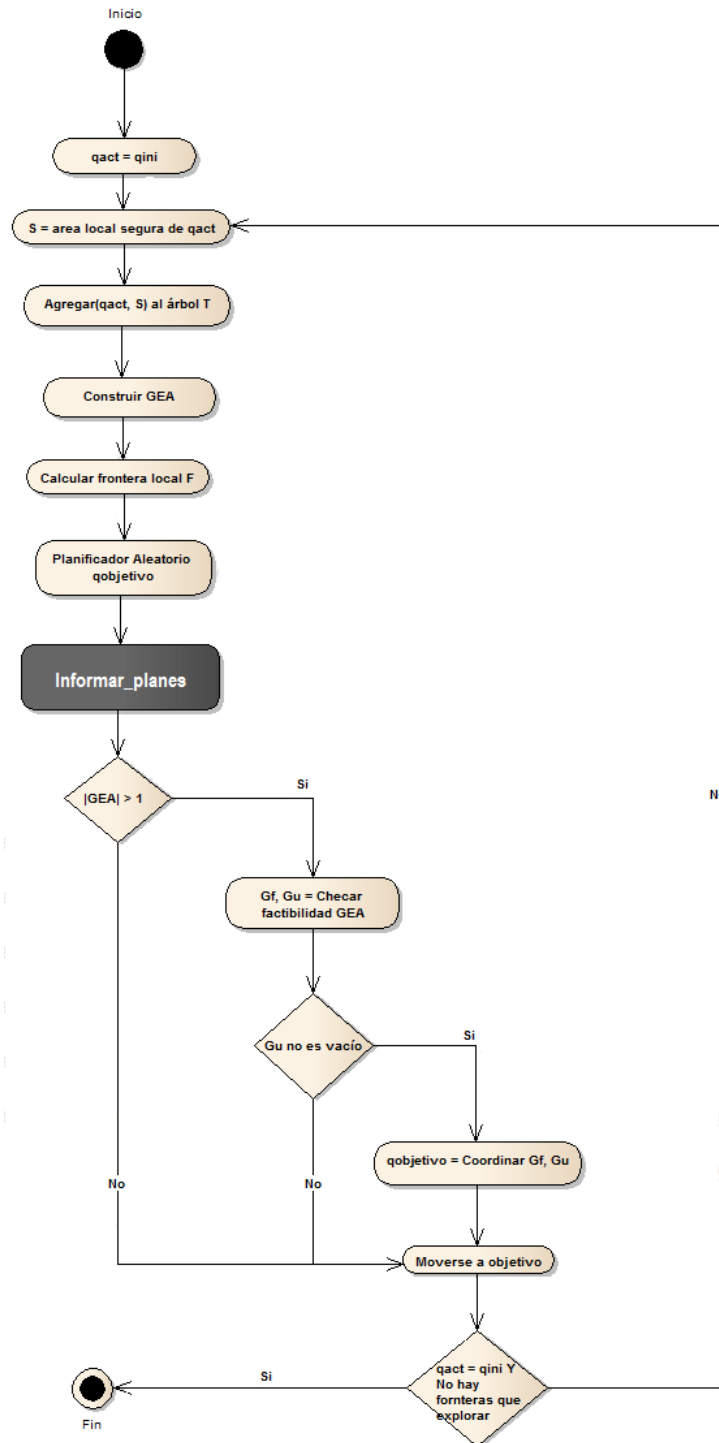 Inicio
qact = qini
S = area local segura de qact
Agregar(qact, S) al árbol T
Construir GEA
Calcular frontera local F
Planificador Aleatorio
qobjetivo
Informar_planes
|GEA| > 1
Si
Gf, Gu = Checar
factibilidad GEA
Gu no es vacío
Si
qobjetivo = Coordinar Gf, Gu
No
No
Moverse a objetivo
qact = qini Y
No hay
fornteras que
explorar
Si
Fin